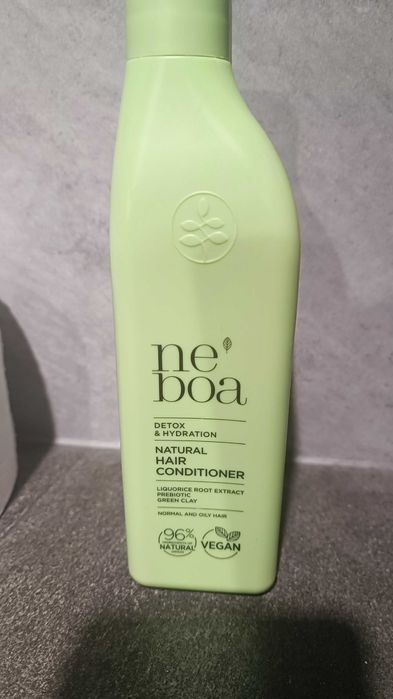 ne
boa
DETOX
& HYDRATION
NATURAL
HAIR
CONDITIONER
LIQUORICE ROOT EXTRACT
PREBIOTIC
GREEN CLAY
NORMAL AND OILY HAIR
96%
NATURAL
VEGAN